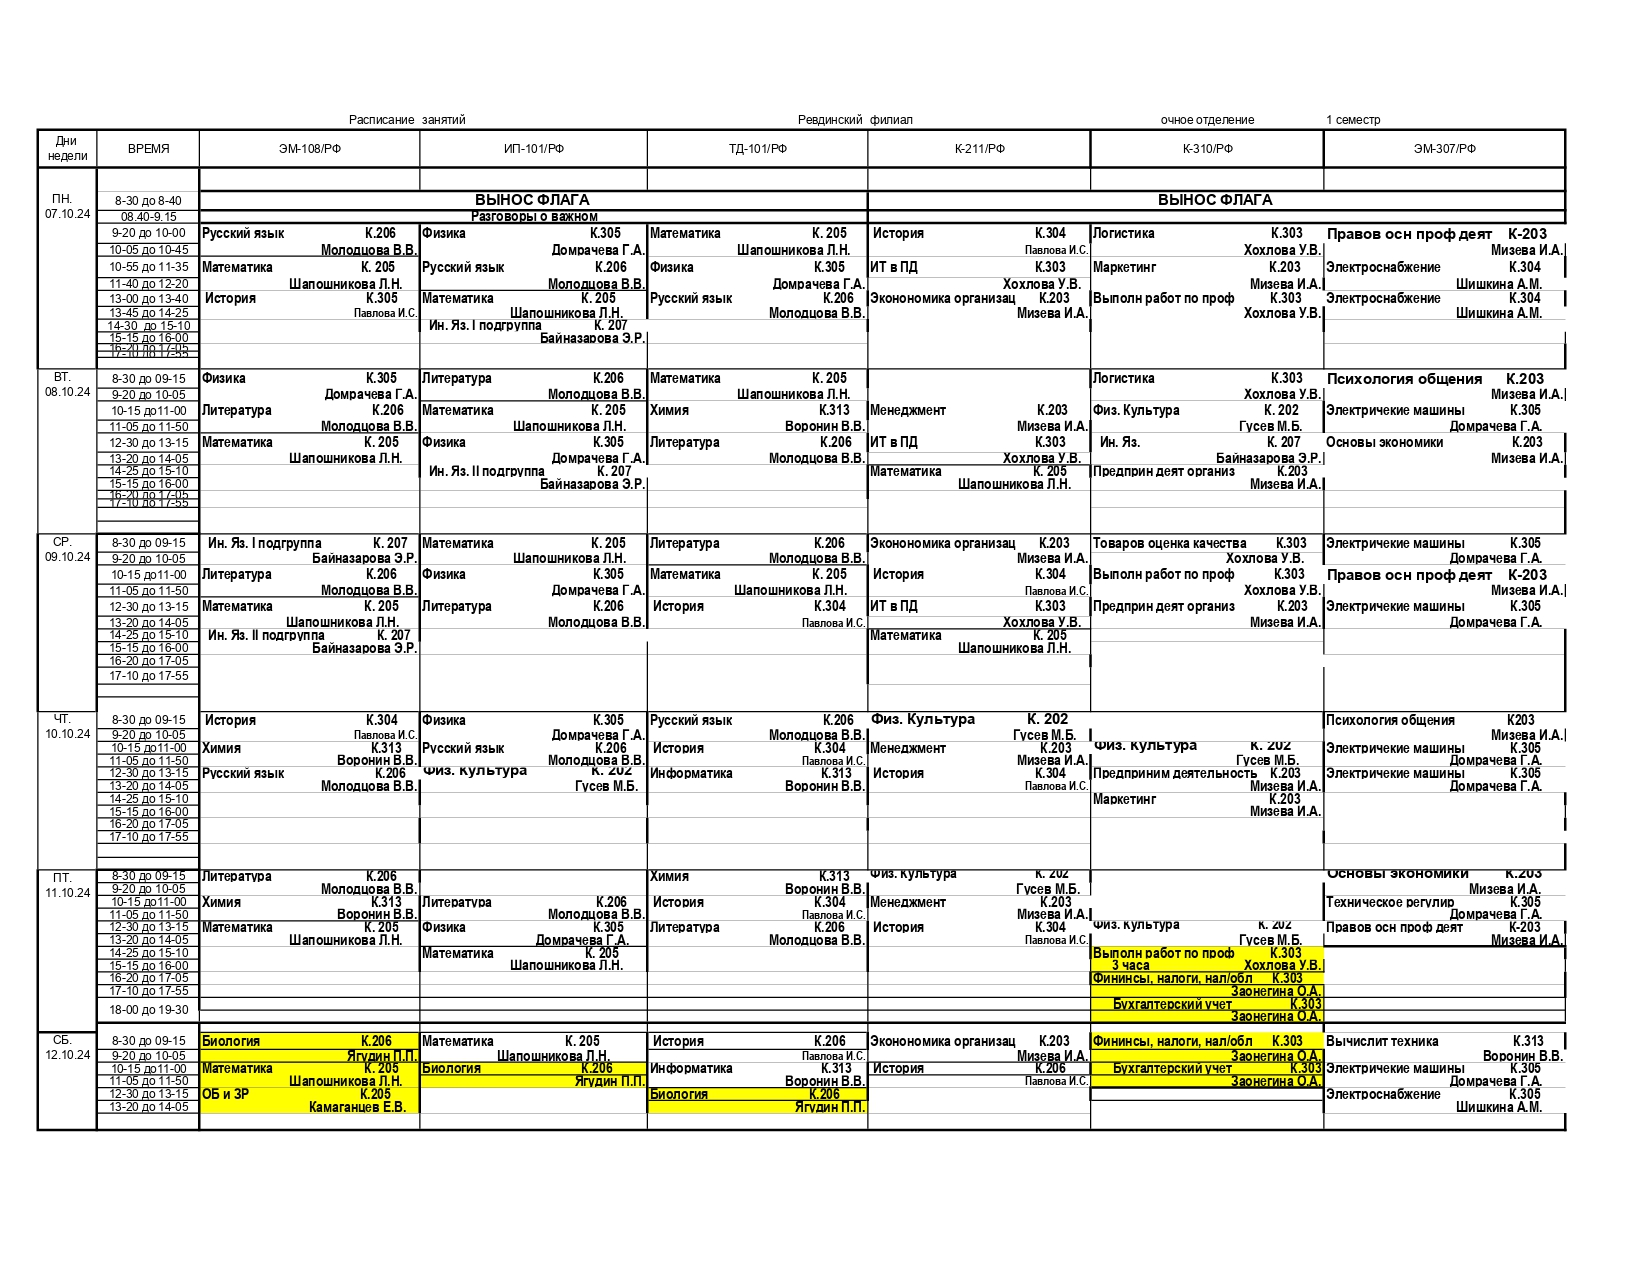 Расписание занятий Ревдинский филиал очное отделение 1 семестр
Дни недели ВРЕМЯ ЭМ-108/РФ ИП-101/РФ ТД-101/РФ К-211/РФ К-310/РФ ЭМ-307/РФ
ПН. 8-30 до 8-40 ВЫНОС ФЛАГА ВЫНОС ФЛАГА
07.10.24 08.40-9.15 Разговоры о важном
9-20 до 10-00 Русский язык К.206 Физика К.305 Математика К. 205 История К.304 Логистика К.303 Правов осн проф деят К-203
10-05 до 10-45 Молодцова В.В. Домрачева Г.А. Шапошникова Л.Н. Павлова И.С. Хохлова У.В. Мизева И.А.
10-55 до 11-35 Математика К. 205 Русский язык К.206 Физика К.305 ИТ в ПД К.303 Маркетинг К.203 Электроснабжение К.304
11-40 до 12-20 Шапошникова Л.Н. Молодцова В.В. Домрачева Г.А. Хохлова У.В. Мизева И.А. Шишкина А.М.
13-00 до 13-40 История К.305 Математика К. 205 Русский язык К.206 Эконономика организац К.203 Выполн работ по проф К.303 Электроснабжение К.304
13-45 до 14-25 Павлова И.С. Шапошникова Л.Н. Молодцова В.В. Мизева И.А. Хохлова У.В. Шишкина А.М.
14-30 до 15-10 Ин. Яз. I подгруппа К. 207
15-15 до 16-00 Байназарова Э.Р.
16-20 до 17-05
17-10 до 17-55
ВТ. 8-30 до 09-15 Физика К.305 Литература К.206 Математика К. 205 Логистика К.303 Психология общения К.203
08.10.24 9-20 до 10-05 Домрачева Г.А. Молодцова В.В. Шапошникова Л.Н. Хохлова У.В. Мизева И.А.
10-15 до11-00 Литература К.206 Математика К. 205 Химия К.313 Менеджмент К.203 Физ. Культура К. 202 Электричекие машины К.305
11-05 до 11-50 Молодцова В.В. Шапошникова Л.Н. Воронин В.В. Мизева И.А. Гусев М.Б. Домрачева Г.А.
12-30 до 13-15 Математика К. 205 Физика К.305 Литература К.206 ИТ в ПД К.303 Ин. Яз. К. 207 Основы экономики К.203
13-20 до 14-05 Шапошникова Л.Н. Домрачева Г.А. Молодцова В.В. Хохлова У.В. Байназарова Э.Р. Мизева И.А.
14-25 до 15-10 Ин. Яз. II подгруппа К. 207 Математика К. 205 Предприн деят организ К.203
15-15 до 16-00 Байназарова Э.Р. Шапошникова Л.Н. Мизева И.А.
16-20 до 17-05
17-10 до 17-55
СР. 8-30 до 09-15 Ин. Яз. I подгруппа К. 207 Математика К. 205 Литература К.206 Эконономика организац К.203 Товаров оценка качества К.303 Электричекие машины К.305
09.10.24 9-20 до 10-05 Байназарова Э.Р. Шапошникова Л.Н. Молодцова В.В. Мизева И.А. Хохлова У.В. Домрачева Г.А.
10-15 до11-00 Литература К.206 Физика К.305 Математика К. 205 История К.304 Выполн работ по проф К.303 Правов осн проф деят К-203
11-05 до 11-50 Молодцова В.В. Домрачева Г.А. Шапошникова Л.Н. Павлова И.С. Хохлова У.В. Мизева И.А.
12-30 до 13-15 Математика К. 205 Литература К.206 История К.304 ИТ в ПД К.303 Предприн деят организ К.203 Электричекие машины К.305
13-20 до 14-05 Шапошникова Л.Н. Молодцова В.В. Павлова И.С. Хохлова У.В. Мизева И.А. Домрачева Г.А.
14-25 до 15-10 Ин. Яз. II подгруппа К. 207 Математика К. 205
15-15 до 16-00 Байназарова Э.Р. Шапошникова Л.Н.
16-20 до 17-05
17-10 до 17-55
ЧТ. 8-30 до 09-15 История К.304 Физика К.305 Русский язык К.206 Физ. Культура К. 202 Психология общения К203
10.10.24 9-20 до 10-05 Павлова И.С. Домрачева Г.А. Молодцова В.В. Гусев М.Б. Мизева И.А.
10-15 до11-00 Химия К.313 Русский язык К.206 История К.304 Менеджмент К.203 Физ. Культура К. 202 Электричекие машины К.305
11-05 до 11-50 Воронин В.В. Молодцова В.В. Павлова И.С. Мизева И.А. Гусев М.Б. Домрачева Г.А.
12-30 до 13-15 Русский язык К.206 Физ. Культура К. 202 Информатика К.313 История К.304 Предприним деятельность К.203 Электричекие машины К.305
13-20 до 14-05 Молодцова В.В. Гусев М.Б. Воронин В.В. Павлова И.С. Мизева И.А. Домрачева Г.А.
14-25 до 15-10 Маркетинг К.203
15-15 до 16-00 Мизева И.А.
16-20 до 17-05
17-10 до 17-55
ПТ. 8-30 до 09-15 Литература К.206 Химия К.313 Физ. Культура К. 202 Основы экономики К.203
11.10.24 9-20 до 10-05 Молодцова В.В. Воронин В.В. Гусев М.Б. Мизева И.А.
10-15 до11-00 Химия К.313 Литература К.206 История К.304 Менеджмент К.203 Техническое регулир К.305
11-05 до 11-50 Воронин В.В. Молодцова В.В. Павлова И.С. Мизева И.А. Домрачева Г.А.
12-30 до 13-15 Математика К. 205 Физика К.305 Литература К.206 История К.304 Физ. Культура К. 202 Правов осн проф деят К-203
13-20 до 14-05 Шапошникова Л.Н. Домрачева Г.А. Молодцова В.В. Павлова И.С. Гусев М.Б. Мизева И.А.
14-25 до 15-10 Математика К. 205 Выполн работ по проф К.303
15-15 до 16-00 Шапошникова Л.Н. 3 часа Хохлова У.В.
16-20 до 17-05 Фининсы, налоги, нал/обл К.303
17-10 до 17-55 Заонегина О.А.
18-00 до 19-30 Бухгалтерский учет К.303
Заонегина О.А.
СБ. 8-30 до 09-15 Биология К.206 Математика К. 205 История К.206 Эконономика организац К.203 Фининсы, налоги, нал/обл К.303 Вычислит техника К.313
12.10.24 9-20 до 10-05 Ягудин П.П. Шапошникова Л.Н. Павлова И.С. Мизева И.А. Заонегина О.А. Воронин В.В.
10-15 до11-00 Математика К. 205 Биология К.206 Информатика К.313 История К.206 Бухгалтерский учет К.303 Электричекие машины К.305
11-05 до 11-50 Шапошникова Л.Н. Ягудин П.П. Воронин В.В. Павлова И.С. Заонегина О.А. Домрачева Г.А.
12-30 до 13-15 ОБ и ЗР К.205 Биология К.206 Электроснабжение К.305
13-20 до 14-05 Камаганцев Е.В. Ягудин П.П. Шишкина А.М.